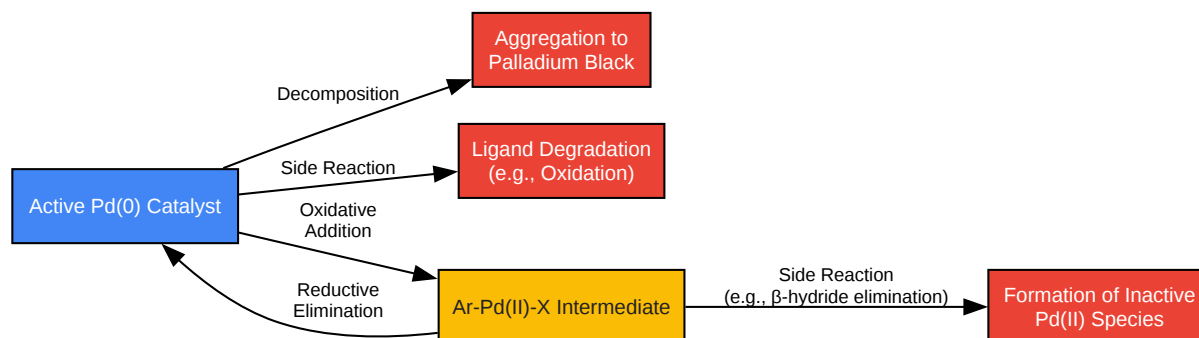 Aggregation to
Palladium Black
Decomposition
Ligand Degradation
(e.g., Oxidation)
Side Reaction
Active Pd(0) Catalyst
Oxidative
Addition
Reductive
Elimination
Ar-Pd(II)-X Intermediate
Side Reaction
(e.g., β-hydride elimination)
Formation of Inactive
Pd(II) Species